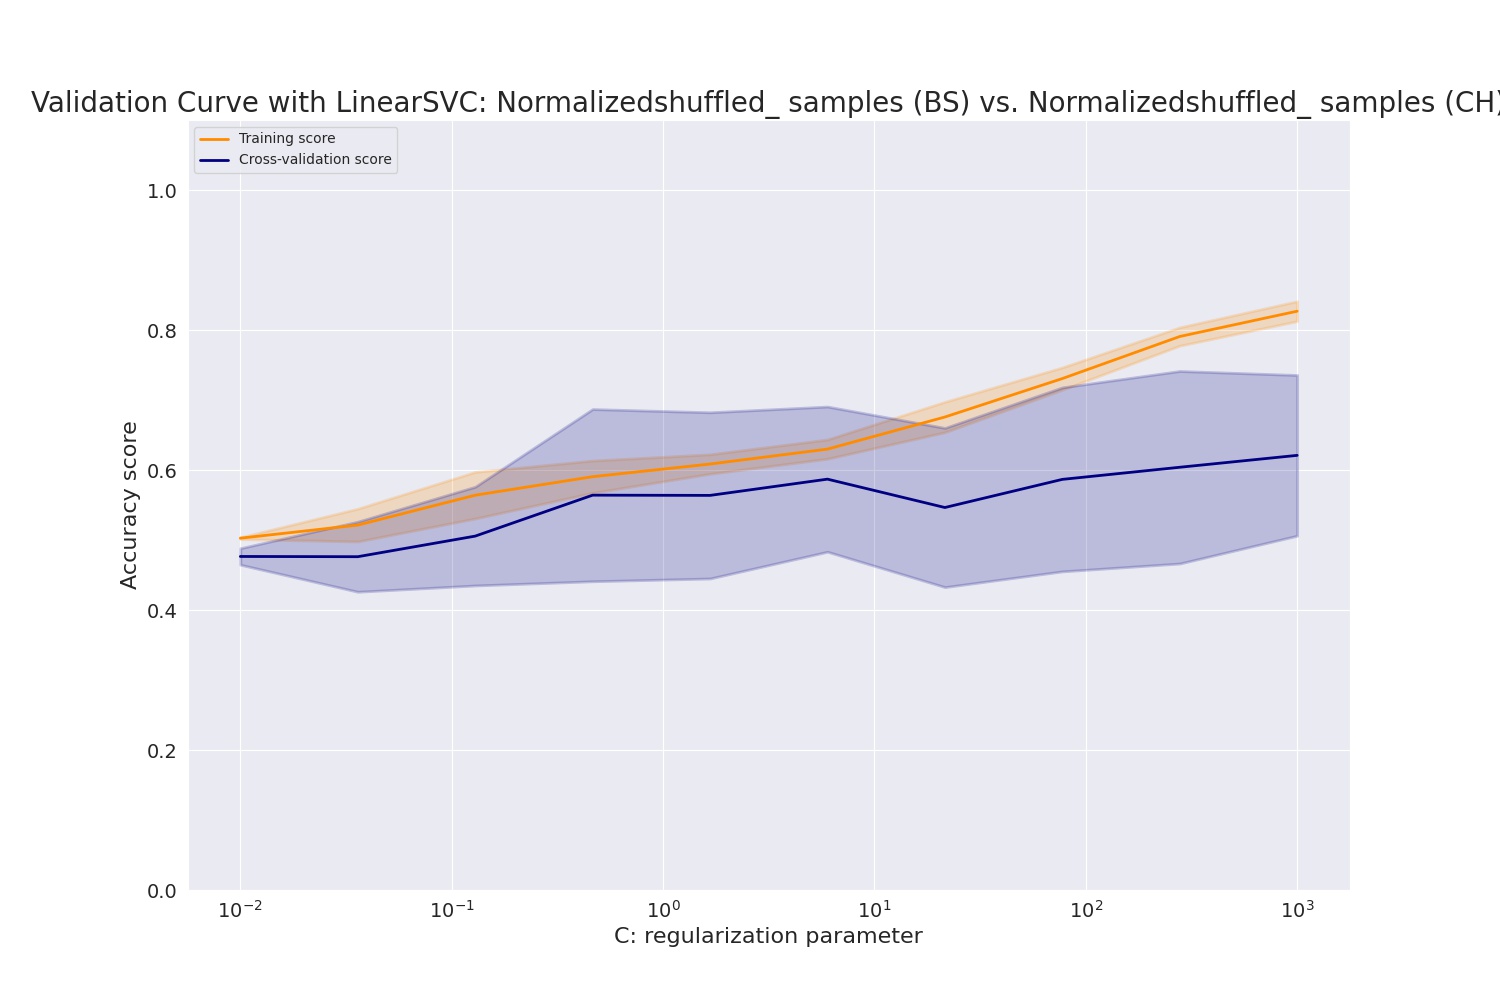 Validation Curve with LinearSVC: Normalizedshuffled_ samples (BS) vs. Normalizedshuffled_ samples (CH)
Training score
Cross-validation score
1.0
0.8
0.6
0.4
0.2
0.0
Accuracy score
10⁻² 10⁻¹ 10⁰ 10¹ 10² 10³
C: regularization parameter